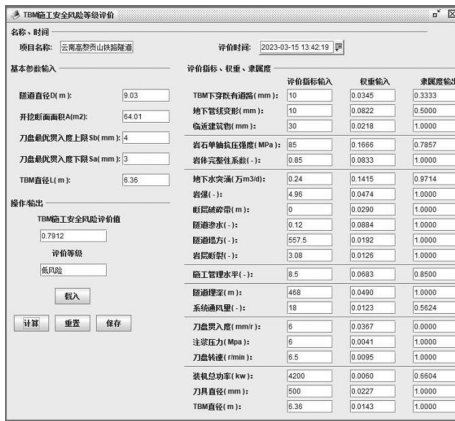 TBM施工安全风险等级评价
名称、时间
项目名称: 云南高黎贡山铁路隧道 评价时间: 2023-03-15 13:42:19
基本参数输入
隧道直径D(m): 9.03
开挖断面面积A(m2): 64.01
刀盘最优贯入度上限Sb(mm): 4
刀盘最优贯入度下限Sa(mm): 3
TBM直径L(m): 6.36
操作/输出
TBM施工安全风险评价值
0.7912
评价等级
低风险
载入
计算 重置 保存
评价指标、权重、隶属度
评价指标输入 权重输入 隶属度输出
TBM下穿既有道路(mm): 10 0.0345 0.3333
地下管线变形(mm): 10 0.0822 0.5000
临近建筑物(mm): 30 0.0218 1.0000
岩石单轴抗压强度(MPa): 85 0.1666 0.7857
岩体完整性系数(-): 0.85 0.0833 1.0000
地下水突涌(万m3/d): 0.24 0.1415 0.9714
岩爆(-): 4.96 0.0474 1.0000
断层破碎带(m): 0 0.0290 1.0000
隧道渗水(-): 0.12 0.0884 1.0000
隧道塌方(-): 557.5 0.0192 1.0000
岩层断裂(-): 3.08 0.0126 1.0000
施工管理水平(-): 8.5 0.0683 0.8500
隧道埋深(m): 468 0.0490 1.0000
系统通风量(-): 18 0.0123 0.5624
刀盘贯入度(mm/r): 6 0.0367 0.0000
注浆压力(Mpa): 6 0.0041 1.0000
刀盘转速(r/min): 6.5 0.0095 1.0000
装机总功率(kw): 4200 0.0060 0.6604
刀具直径(mm): 500 0.0227 1.0000
TBM直径(m): 6.36 0.0143 1.0000